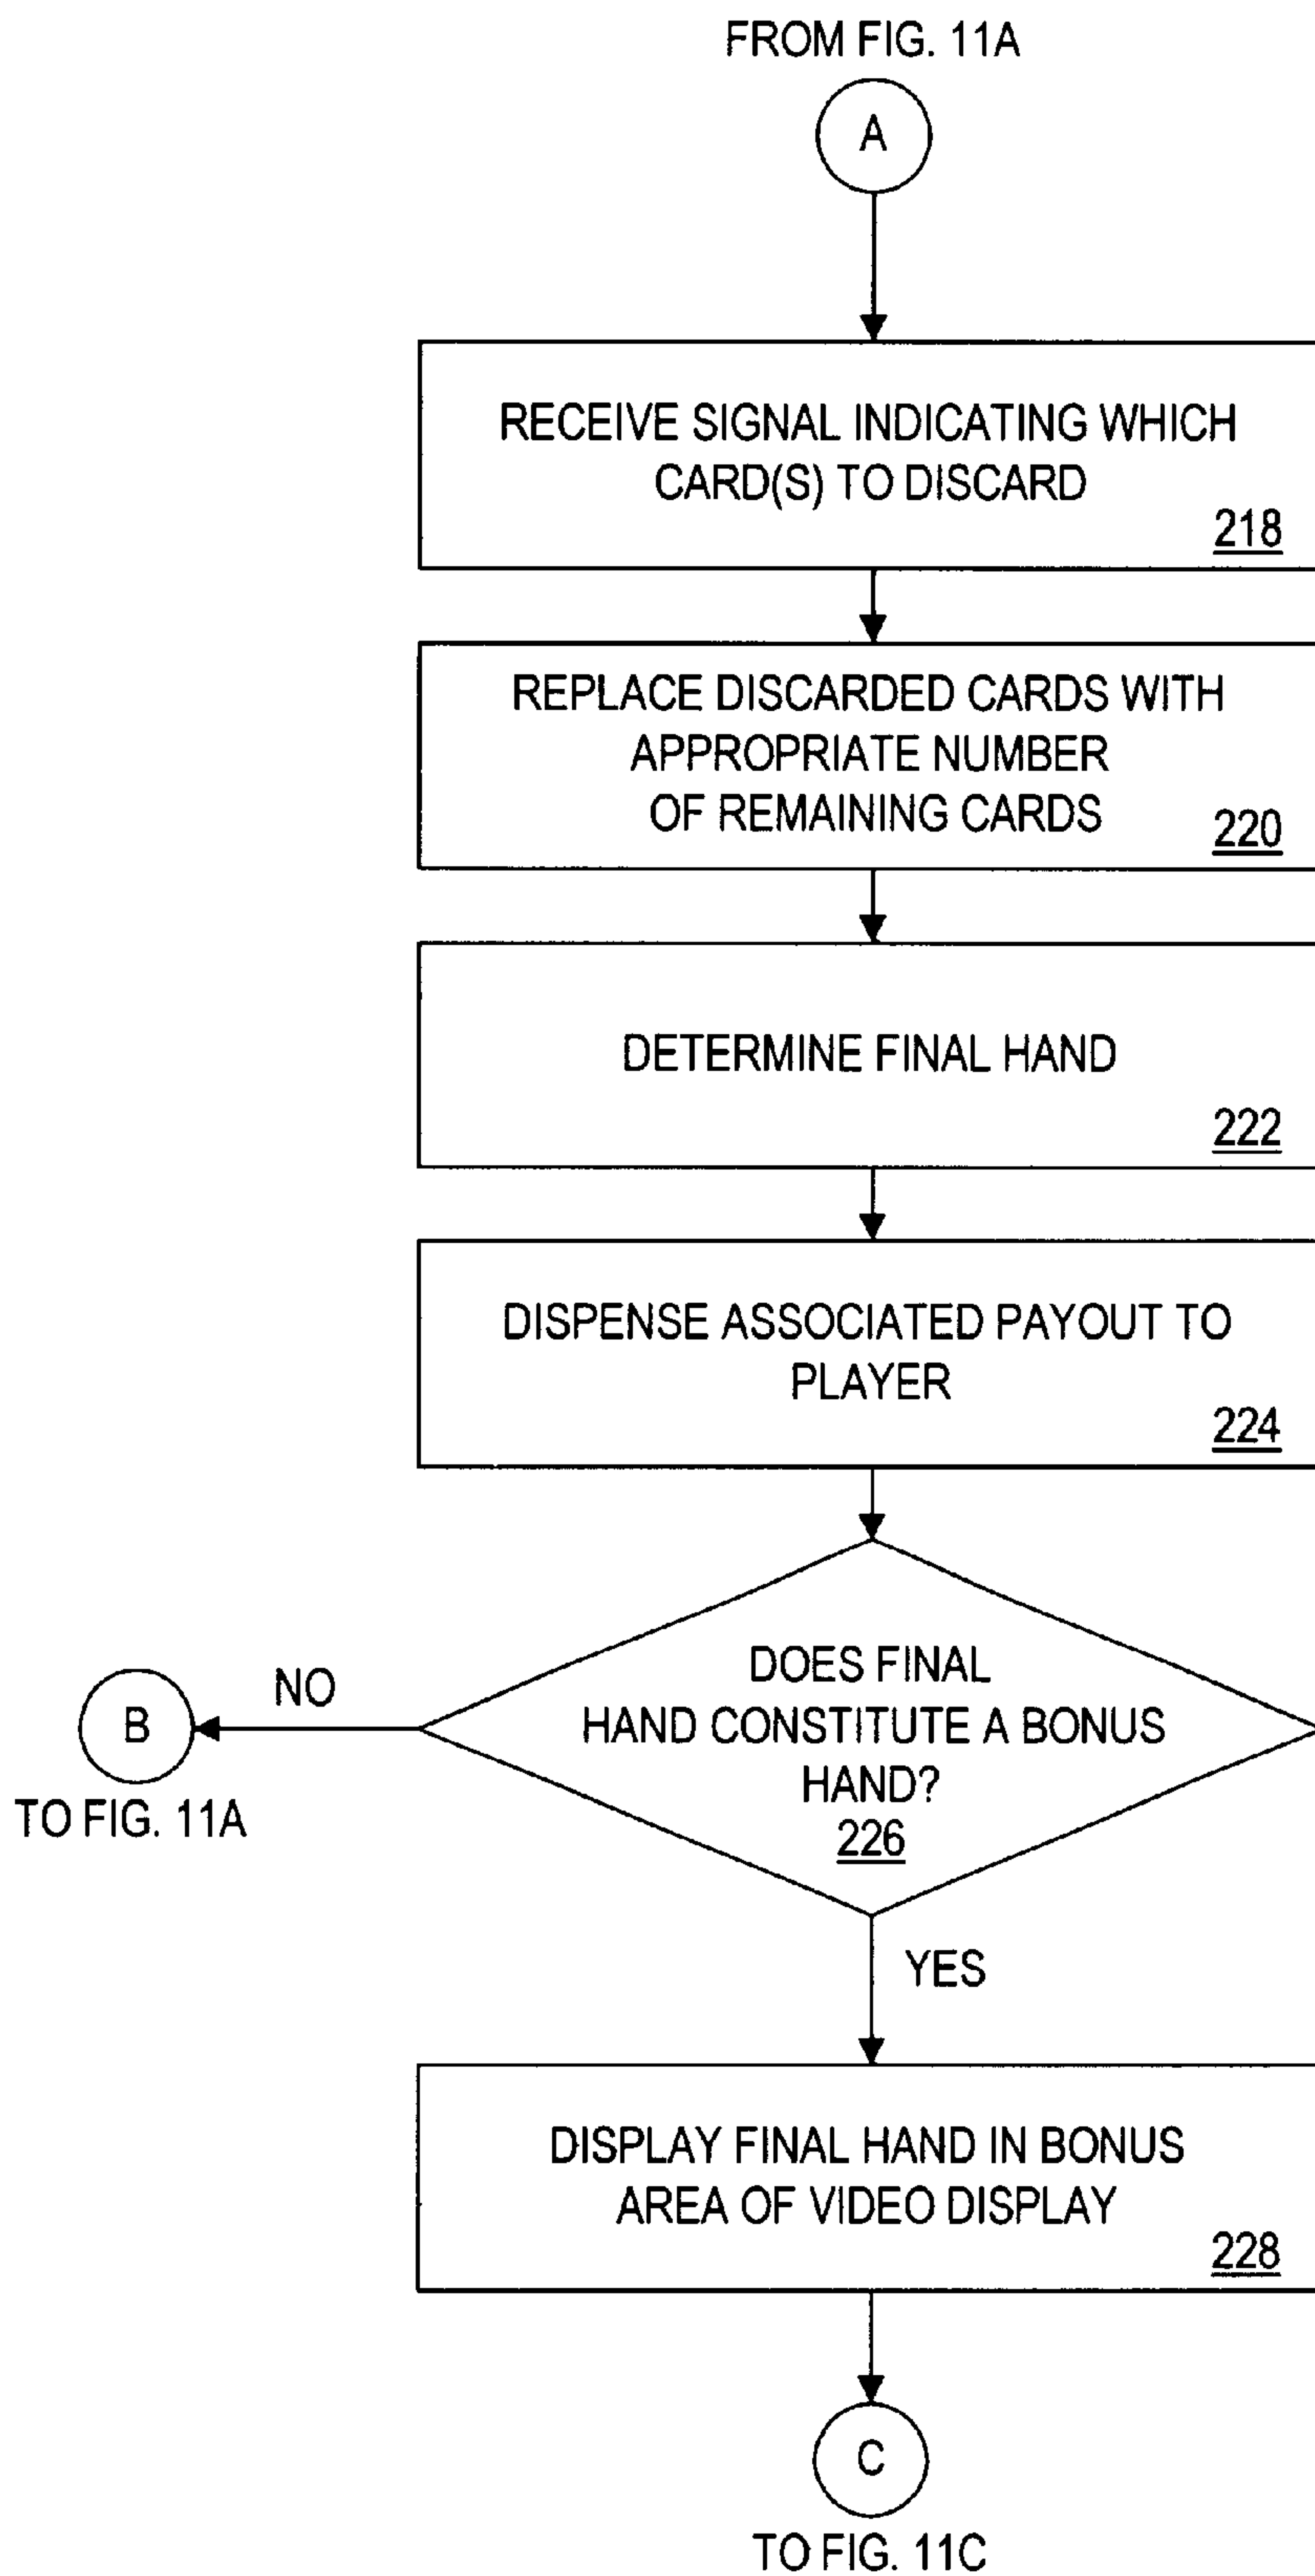 FROM FIG. 11A
A
RECEIVE SIGNAL INDICATING WHICH
CARD(S) TO DISCARD
218
REPLACE DISCARDED CARDS WITH
APPROPRIATE NUMBER
OF REMAINING CARDS
220
DETERMINE FINAL HAND
222
DISPENSE ASSOCIATED PAYOUT TO
PLAYER
224
DOES FINAL
HAND CONSTITUTE A BONUS
HAND?
226
NO
B
TO FIG. 11A
YES
DISPLAY FINAL HAND IN BONUS
AREA OF VIDEO DISPLAY
228
C
TO FIG. 11C